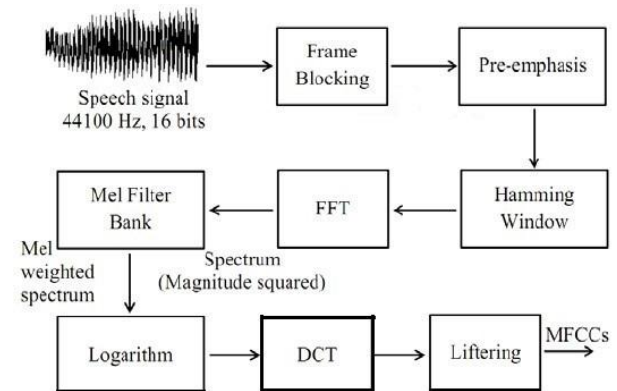 Speech signal
44100 Hz, 16 bits
Frame
Blocking
Pre-emphasis
Hamming
Window
FFT
Mel Filter
Bank
Spectrum
(Magnitude squared)
Mel
weighted
spectrum
Logarithm
DCT
Liftering
MFCCs